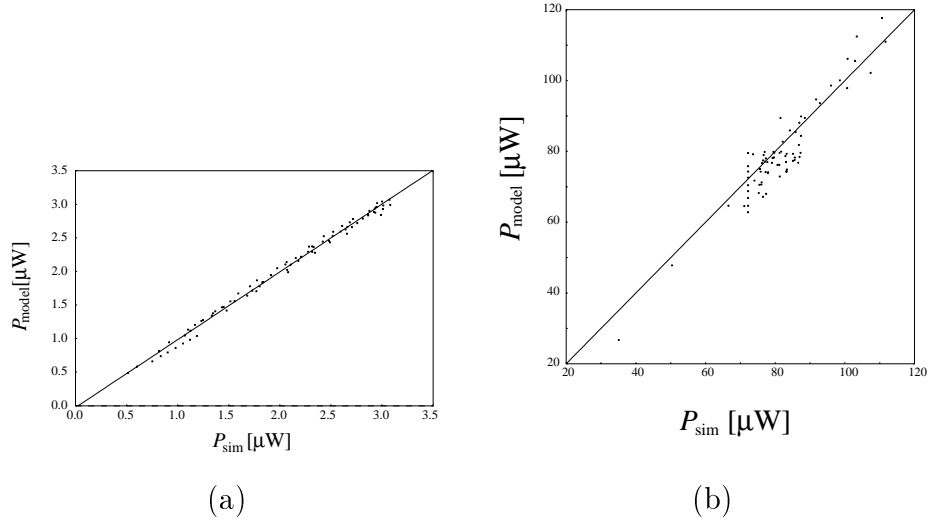 3.5
3.0
2.5
2.0
1.5
1.0
0.5
0.0
0.0 0.5 1.0 1.5 2.0 2.5 3.0 3.5
P_model [μW]
P_sim [μW]
(a)
120
100
80
60
40
20
20 40 60 80 100 120
P_model [μW]
P_sim [μW]
(b)